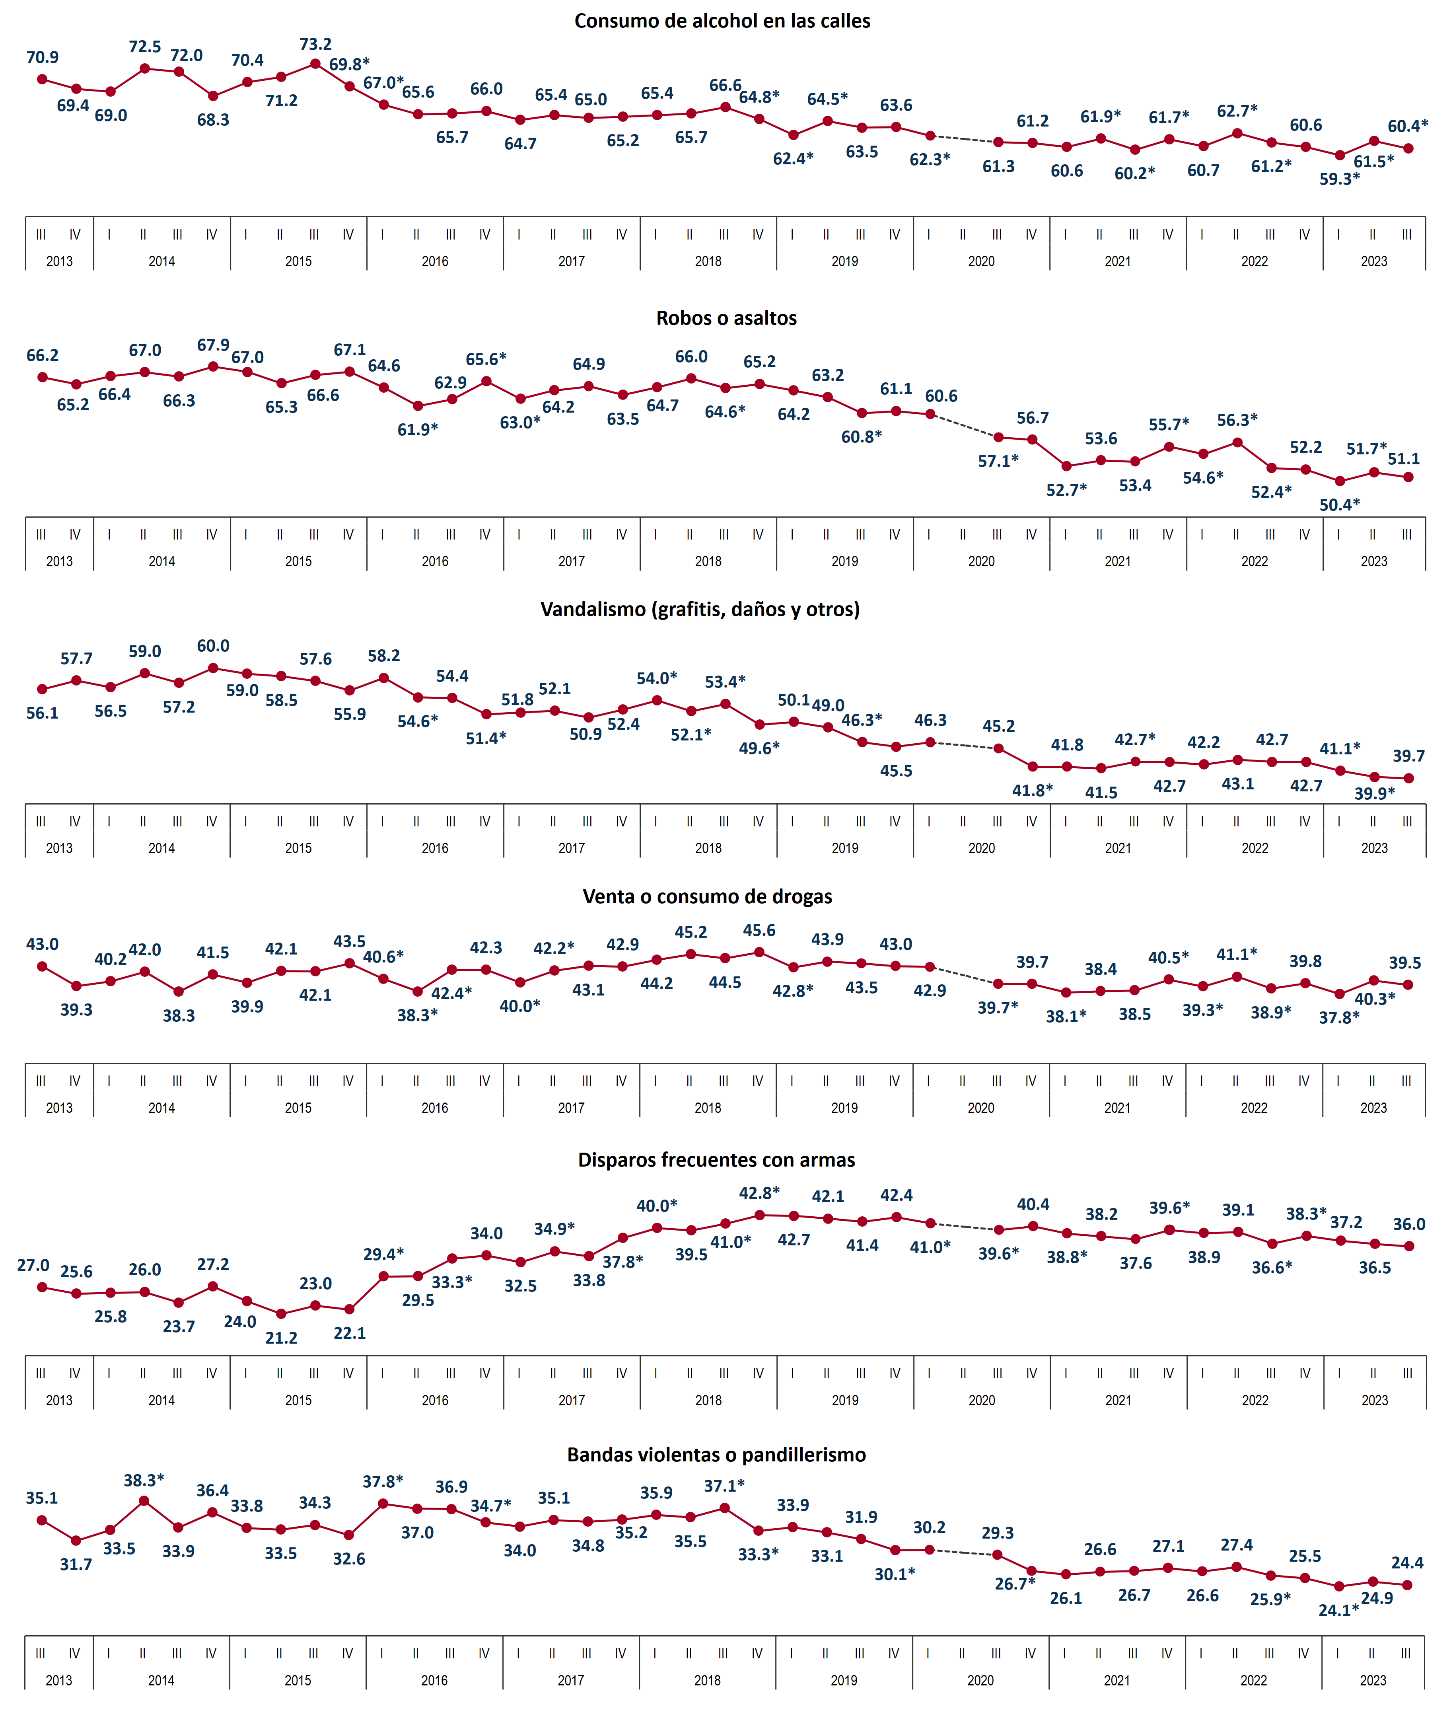 Consumo de alcohol en las calles
70.9 69.4 69.0 72.5 72.0 68.3 70.4 71.2 73.2 69.8* 67.0* 65.6 65.7 66.0 64.7 65.4 65.0 65.2 65.4 65.7 66.6 64.8* 62.4* 64.5* 63.5 63.6 62.3* 61.3 61.2 60.6 61.9* 60.2* 61.7* 60.7 62.7* 61.2* 60.6 59.3* 61.5* 60.4*
III IV I II III IV I II III IV I II III IV I II III IV I II III IV I II III IV I II III IV I II III IV I II III IV I II III
2013 2014 2015 2016 2017 2018 2019 2020 2021 2022 2023
Robos o asaltos
66.2 65.2 66.4 67.0 66.3 67.9 67.0 65.3 66.6 67.1 64.6 61.9* 62.9 65.6* 63.0* 64.2 64.9 63.5 64.7 66.0 64.6* 65.2 64.2 63.2 60.8* 61.1 60.6 57.1* 56.7 52.7* 53.6 53.4 55.7* 54.6* 56.3* 52.4* 52.2 50.4* 51.7* 51.1
III IV I II III IV I II III IV I II III IV I II III IV I II III IV I II III IV I II III IV I II III IV I II III IV I II III
2013 2014 2015 2016 2017 2018 2019 2020 2021 2022 2023
Vandalismo (grafitis, daños y otros)
56.1 57.7 56.5 59.0 57.2 60.0 59.0 58.5 57.6 55.9 58.2 54.6* 54.4 51.4* 51.8 52.1 50.9 52.4 54.0* 52.1* 53.4* 49.6* 50.1 49.0 46.3* 45.5 46.3 45.2 41.8* 41.8 41.5 42.7* 42.7 42.2 43.1 42.7 42.7 41.1* 39.9* 39.7
III IV I II III IV I II III IV I II III IV I II III IV I II III IV I II III IV I II III IV I II III IV I II III IV I II III
2013 2014 2015 2016 2017 2018 2019 2020 2021 2022 2023
Venta o consumo de drogas
43.0 39.3 40.2 42.0 38.3 41.5 39.9 42.1 42.1 43.5 40.6* 38.3* 42.4* 42.3 40.0* 42.2* 43.1 42.9 44.2 45.2 44.5 45.6 42.8* 43.9 43.5 43.0 42.9 39.7* 39.7 38.1* 38.4 38.5 40.5* 39.3* 41.1* 38.9* 39.8 37.8* 40.3* 39.5
III IV I II III IV I II III IV I II III IV I II III IV I II III IV I II III IV I II III IV I II III IV I II III IV I II III
2013 2014 2015 2016 2017 2018 2019 2020 2021 2022 2023
Disparos frecuentes con armas
27.0 25.6 25.8 26.0 23.7 27.2 24.0 21.2 23.0 22.1 29.4* 29.5 33.3* 34.0 32.5 34.9* 33.8 37.8* 40.0* 39.5 41.0* 42.8* 42.7 42.1 41.4 42.4 41.0* 39.6* 40.4 38.8* 38.2 37.6 39.6* 38.9 39.1 36.6* 38.3* 37.2 36.5 36.0
III IV I II III IV I II III IV I II III IV I II III IV I II III IV I II III IV I II III IV I II III IV I II III IV I II III
2013 2014 2015 2016 2017 2018 2019 2020 2021 2022 2023
Bandas violentas o pandillerismo
35.1 31.7 33.5 38.3* 33.9 36.4 33.8 33.5 34.3 32.6 37.8* 37.0 36.9 34.7* 34.0 35.1 34.8 35.2 35.9 35.5 37.1* 33.3* 33.9 33.1 31.9 30.1* 30.2 29.3 26.7* 26.1 26.6 26.7 27.1 26.6 27.4 25.9* 25.5 24.1* 24.9 24.4
III IV I II III IV I II III IV I II III IV I II III IV I II III IV I II III IV I II III IV I II III IV I II III IV I II III
2013 2014 2015 2016 2017 2018 2019 2020 2021 2022 2023